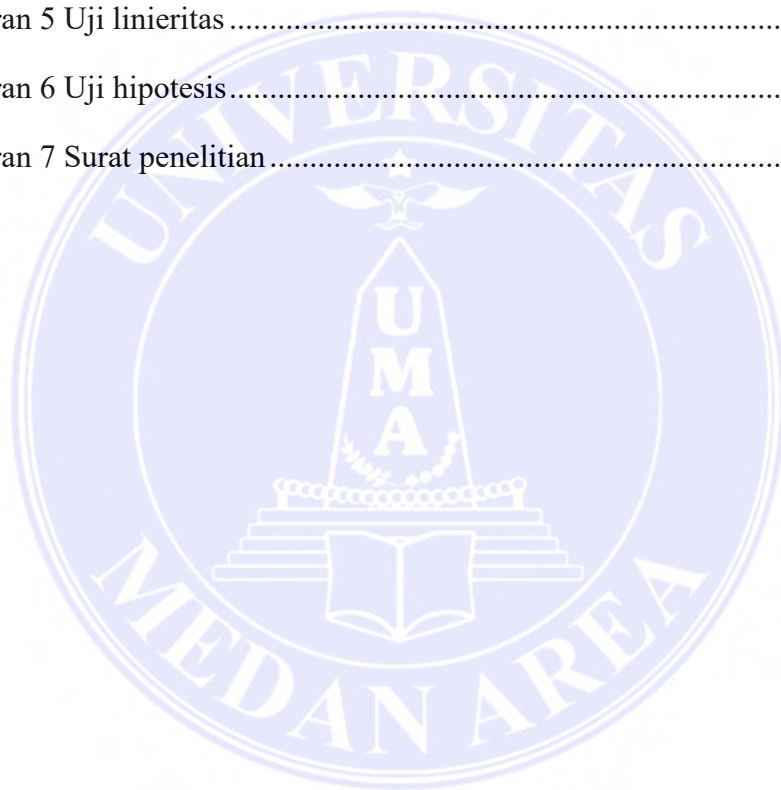 ran 5 Uji linieritas........................................................................
ran 6 Uji hipotesis........................................................................
ran 7 Surat penelitian....................................................................
UNIVERSITAS
U
M
A
MEDAN AREA